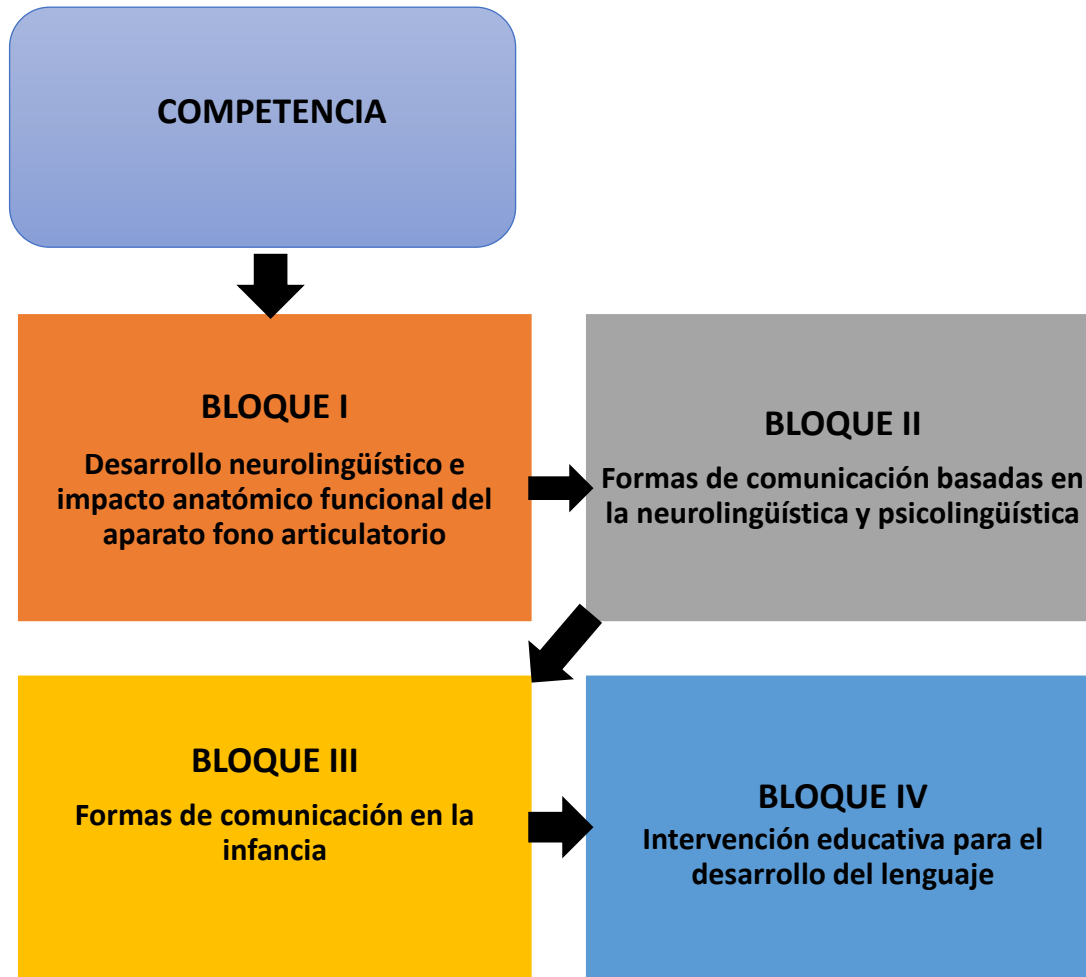 COMPETENCIA
BLOQUE I
Desarrollo neurolingüístico e
impacto anatómico funcional del
aparato fono articulatorio
BLOQUE II
Formas de comunicación basadas en
la neurolingüística y psicolingüística
BLOQUE III
Formas de comunicación en la
infancia
BLOQUE IV
Intervención educativa para el
desarrollo del lenguaje